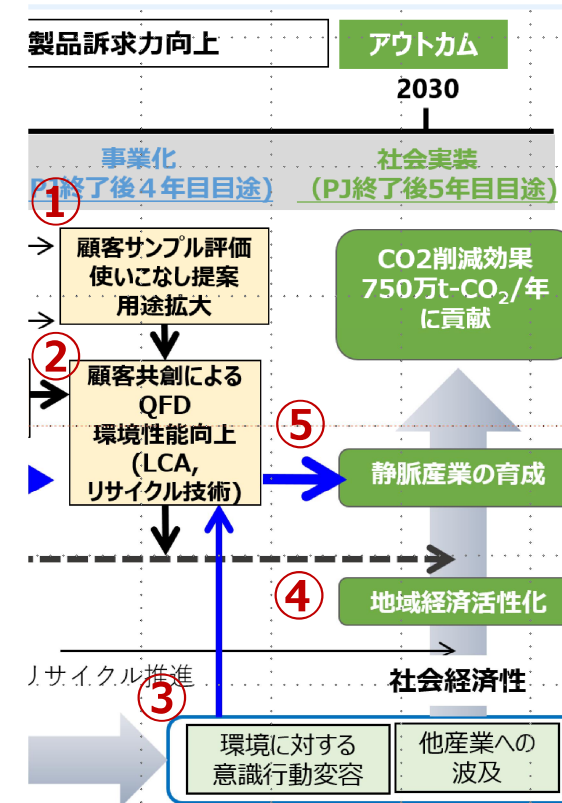 製品訴求力向上
アウトカム
2030
事業化
PJ終了後４年目目途)
社会実装
(PJ終了後5年目目途)
①
顧客サンプル評価
使いこなし提案
用途拡大
CO2削減効果
750万t-CO₂/年
に貢献
②
顧客共創による
QFD
環境性能向上
(LCA,
リサイクル技術)
⑤
静脈産業の育成
④
地域経済活性化
リサイクル推進
社会経済性
③
環境に対する
意識行動変容
他産業への
波及